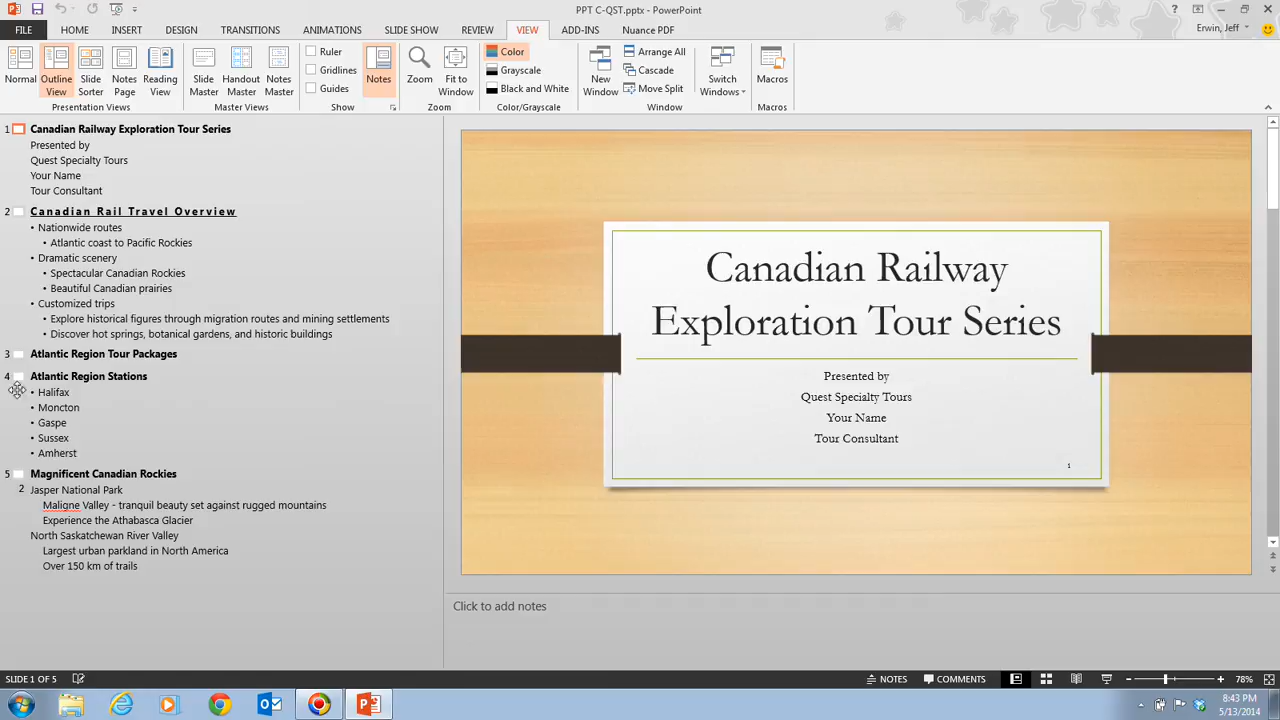 PPT C-QST.pptx - PowerPoint
FILE HOME INSERT DESIGN TRANSITIONS ANIMATIONS SLIDE SHOW REVIEW VIEW ADD-INS Nuance PDF Erwin, Jeff
Normal Outline View Slide Sorter Notes Page Reading View
Presentation Views
Slide Master Handout Master Notes Master
Master Views
Ruler
Gridlines
Guides
Show
Notes
Zoom Fit to Window
Zoom
Color
Grayscale
Black and White
Color/Grayscale
New Window
Arrange All
Cascade
Move Split
Switch Windows
Window
Macros
Macros
1 Canadian Railway Exploration Tour Series
Presented by
Quest Specialty Tours
Your Name
Tour Consultant
2 Canadian Rail Travel Overview
• Nationwide routes
• Atlantic coast to Pacific Rockies
• Dramatic scenery
• Spectacular Canadian Rockies
• Beautiful Canadian prairies
• Customized trips
• Explore historical figures through migration routes and mining settlements
• Discover hot springs, botanical gardens, and historic buildings
3 Atlantic Region Tour Packages
4 Atlantic Region Stations
• Halifax
• Moncton
• Gaspe
• Sussex
• Amherst
5 Magnificent Canadian Rockies
2 Jasper National Park
Maligne Valley - tranquil beauty set against rugged mountains
Experience the Athabasca Glacier
North Saskatchewan River Valley
Largest urban parkland in North America
Over 150 km of trails
Canadian Railway
Exploration Tour Series
Presented by
Quest Specialty Tours
Your Name
Tour Consultant
1
Click to add notes
SLIDE 1 OF 5 NOTES COMMENTS 78%
8:43 PM
5/13/2014